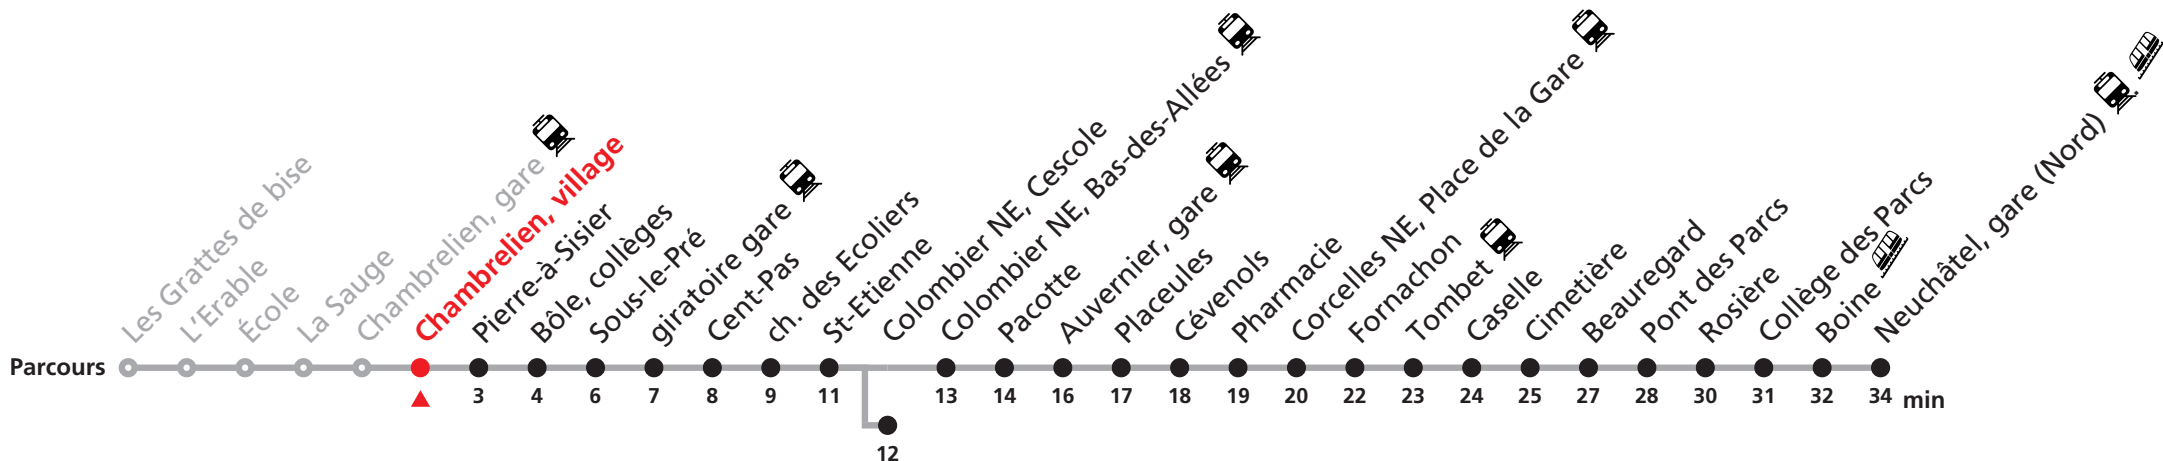 Les Grattes de bise
L'Erable
École
La Sauge
Chambrelien, gare
Chambrelien, village
Pierre-à-Sisier
Bôle, collèges
Sous-le-Pré
giratoire gare
Cent-Pas
ch. des Ecoliers
St-Etienne
Colombier NE, Cescole
Colombier NE, Bas-des-Allées
Pacotte
Auvernier, gare
Placeules
Cévenols
Pharmacie
Corcelles NE, Place de la Gare
Fornachon
Tombet
Caselle
Cimetière
Beauregard
Pont des Parcs
Rosière
Collège des Parcs
Boine
Neuchâtel, gare (Nord)
Parcours
3 4 6 7 8 9 11 13 14 16 17 18 19 20 22 23 24 25 27 28 30 31 32 34 min
12